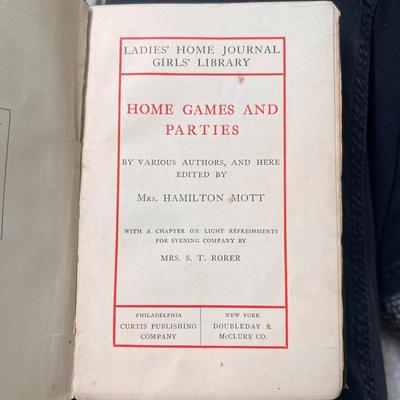 LADIES' HOME JOURNAL
GIRLS' LIBRARY
HOME GAMES AND
PARTIES
BY VARIOUS AUTHORS, AND HERE
EDITED BY
MRS. HAMILTON MOTT
WITH A CHAPTER ON LIGHT REFRESHMENTS
FOR EVENING COMPANY BY
MRS. S. T. RORER
PHILADELPHIA
CURTIS PUBLISHING
COMPANY
NEW YORK
DOUBLEDAY &
McCLURE CO.